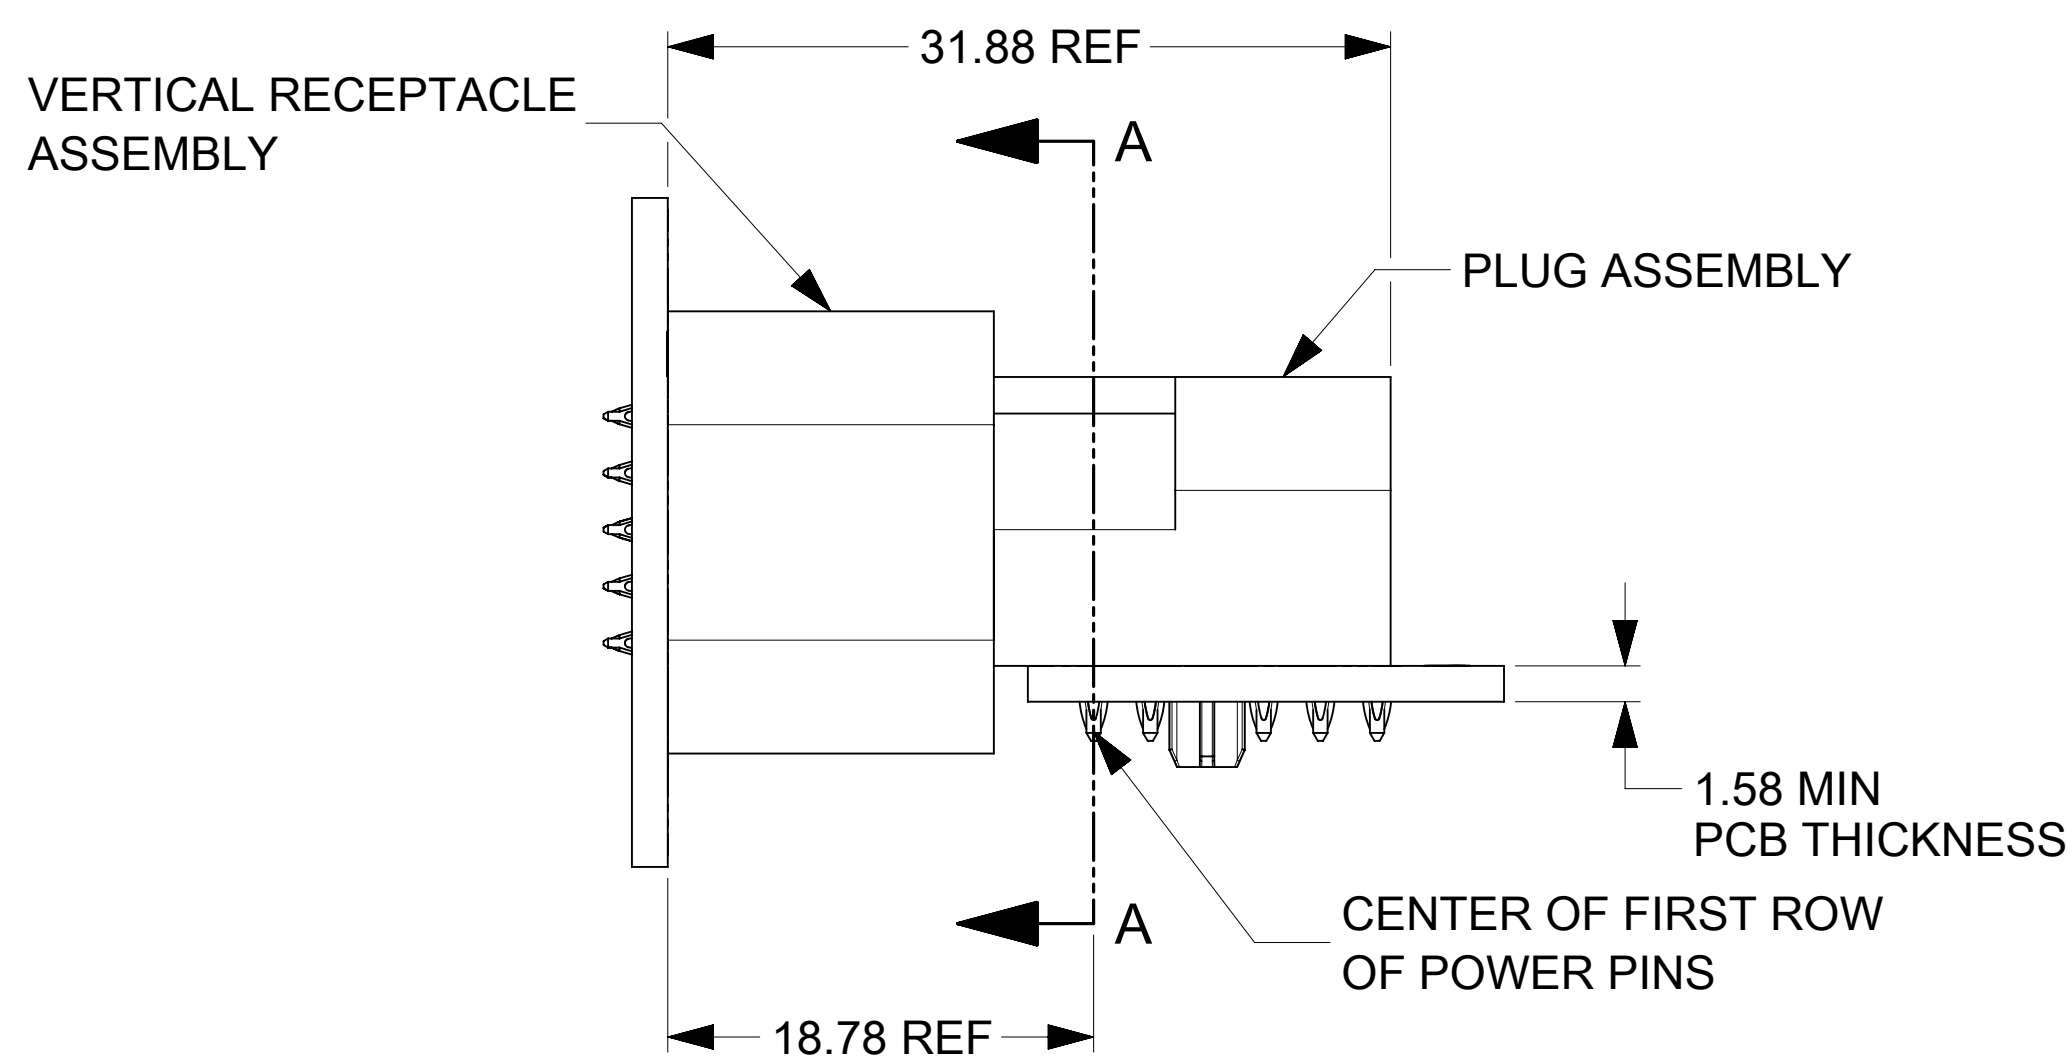 31.88 REF
VERTICAL RECEPTACLE
ASSEMBLY
A
PLUG ASSEMBLY
1.58 MIN
PCB THICKNESS
CENTER OF FIRST ROW
OF POWER PINS
A
18.78 REF